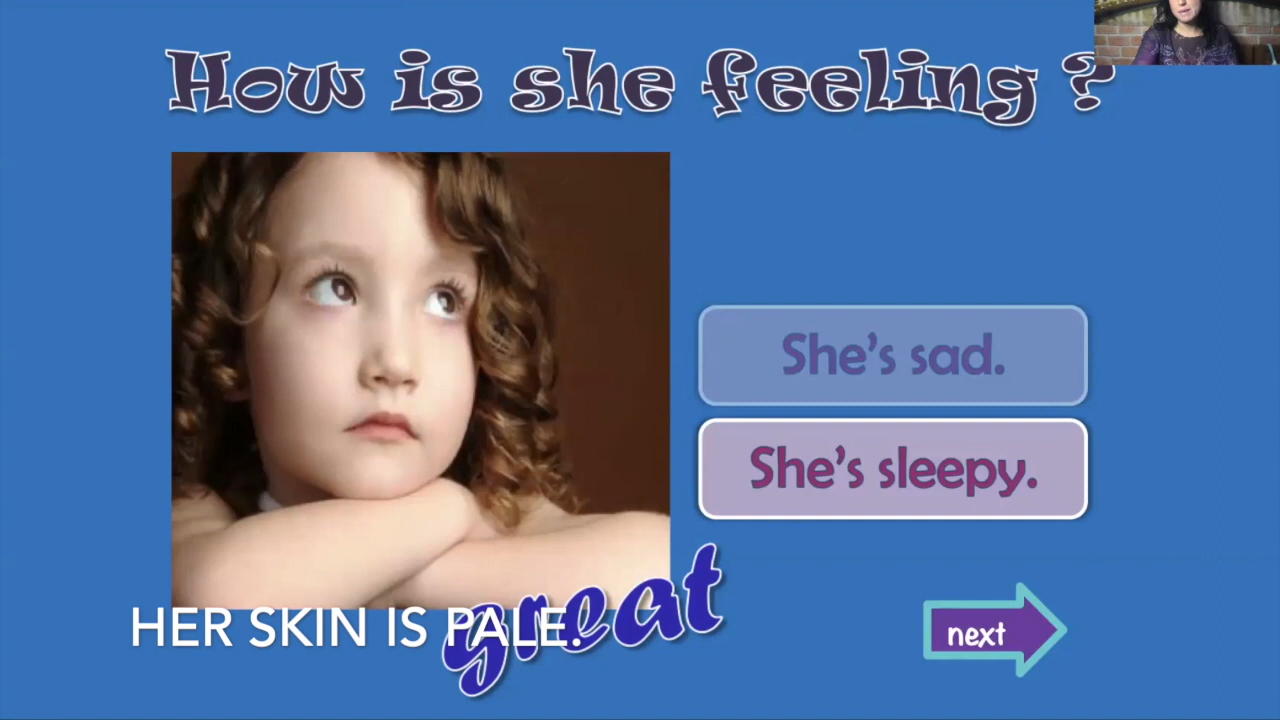 How is she feeling ?
She's sad.
She's sleepy.
great
HER SKIN IS PALE.
next